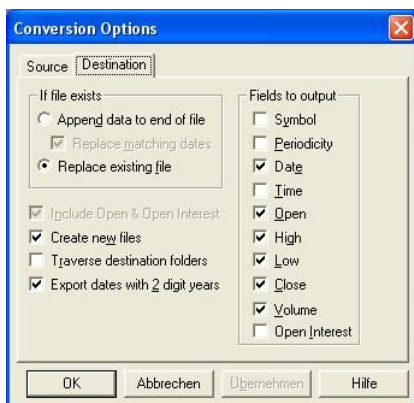 Conversion Options
Source
Destination
If file exists
Append data to end of file
Replace matching dates
Replace existing file
Include Open & Open Interest
Create new files
Traverse destination folders
Export dates with 2 digit years
Fields to output
Symbol
Periodicity
Date
Time
Open
High
Low
Close
Volume
Open Interest
OK
Abbrechen
Übernehmen
Hilfe